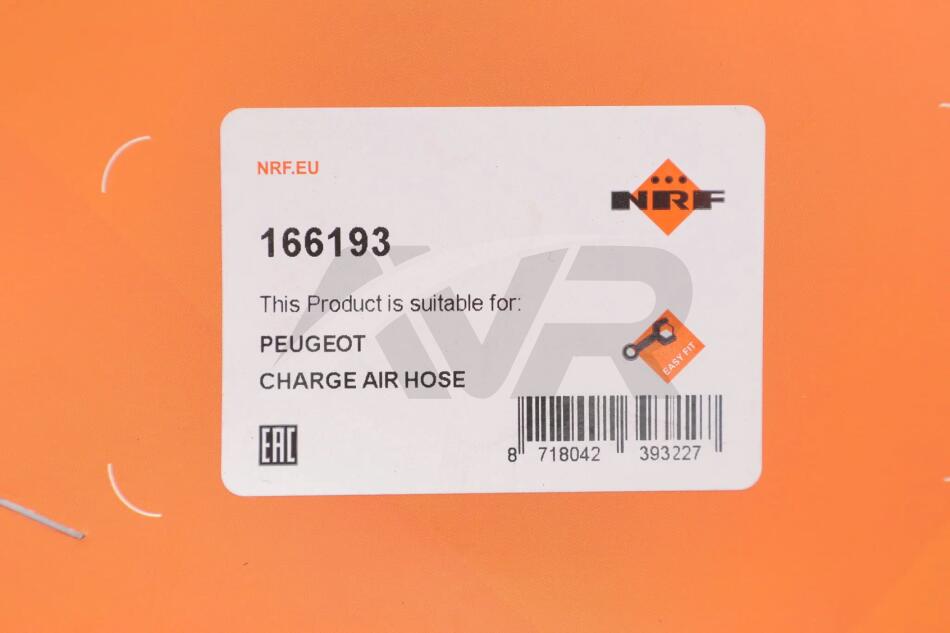 NRF.EU
NRF
166193
This Product is suitable for:
PEUGEOT
CHARGE AIR HOSE
EASY FIT
EAC
8 718042 393227